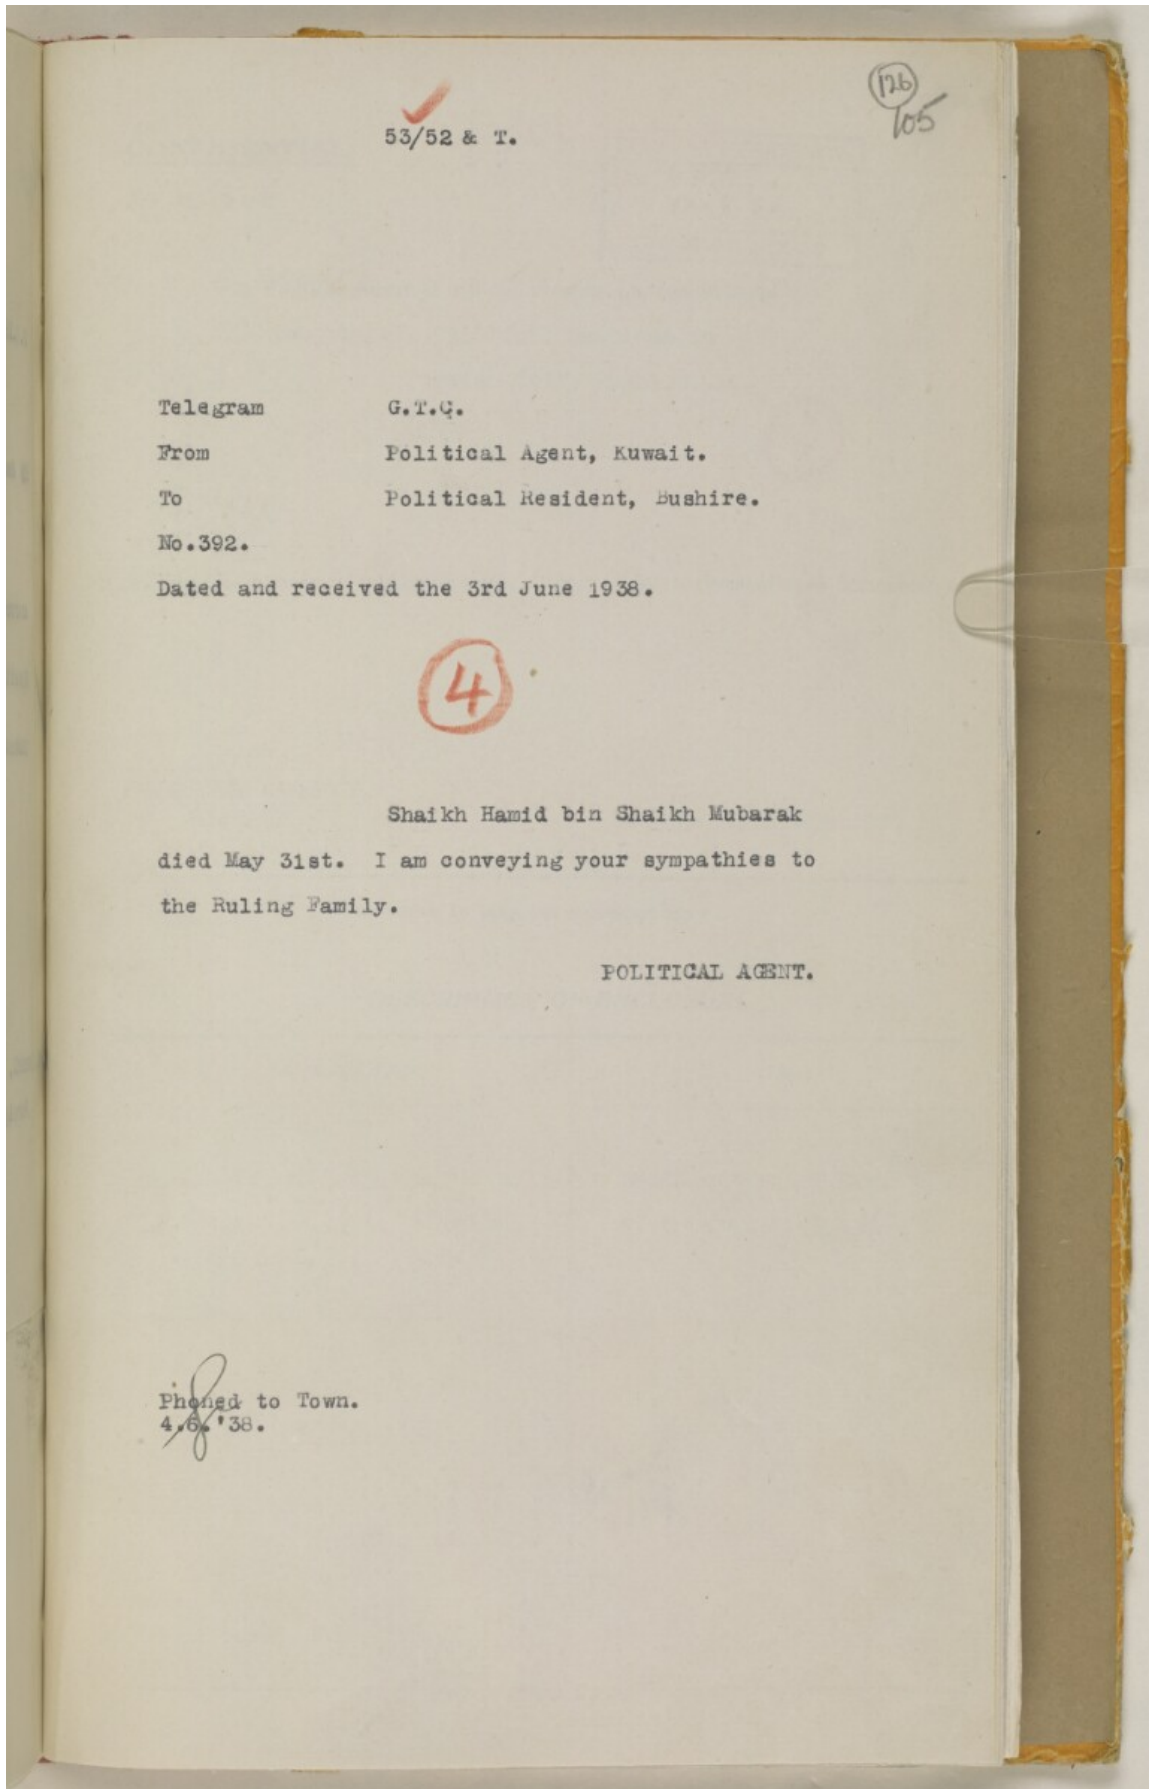 126
105
53/52 & T.
Telegram G.T.C.
From Political Agent, Kuwait.
To Political Resident, Bushire.
No.392.
Dated and received the 3rd June 1938.
4
Shaikh Hamid bin Shaikh Mubarak
died May 31st. I am conveying your sympathies to
the Ruling Family.
POLITICAL AGENT.
Phoned to Town.
4.6.'38.